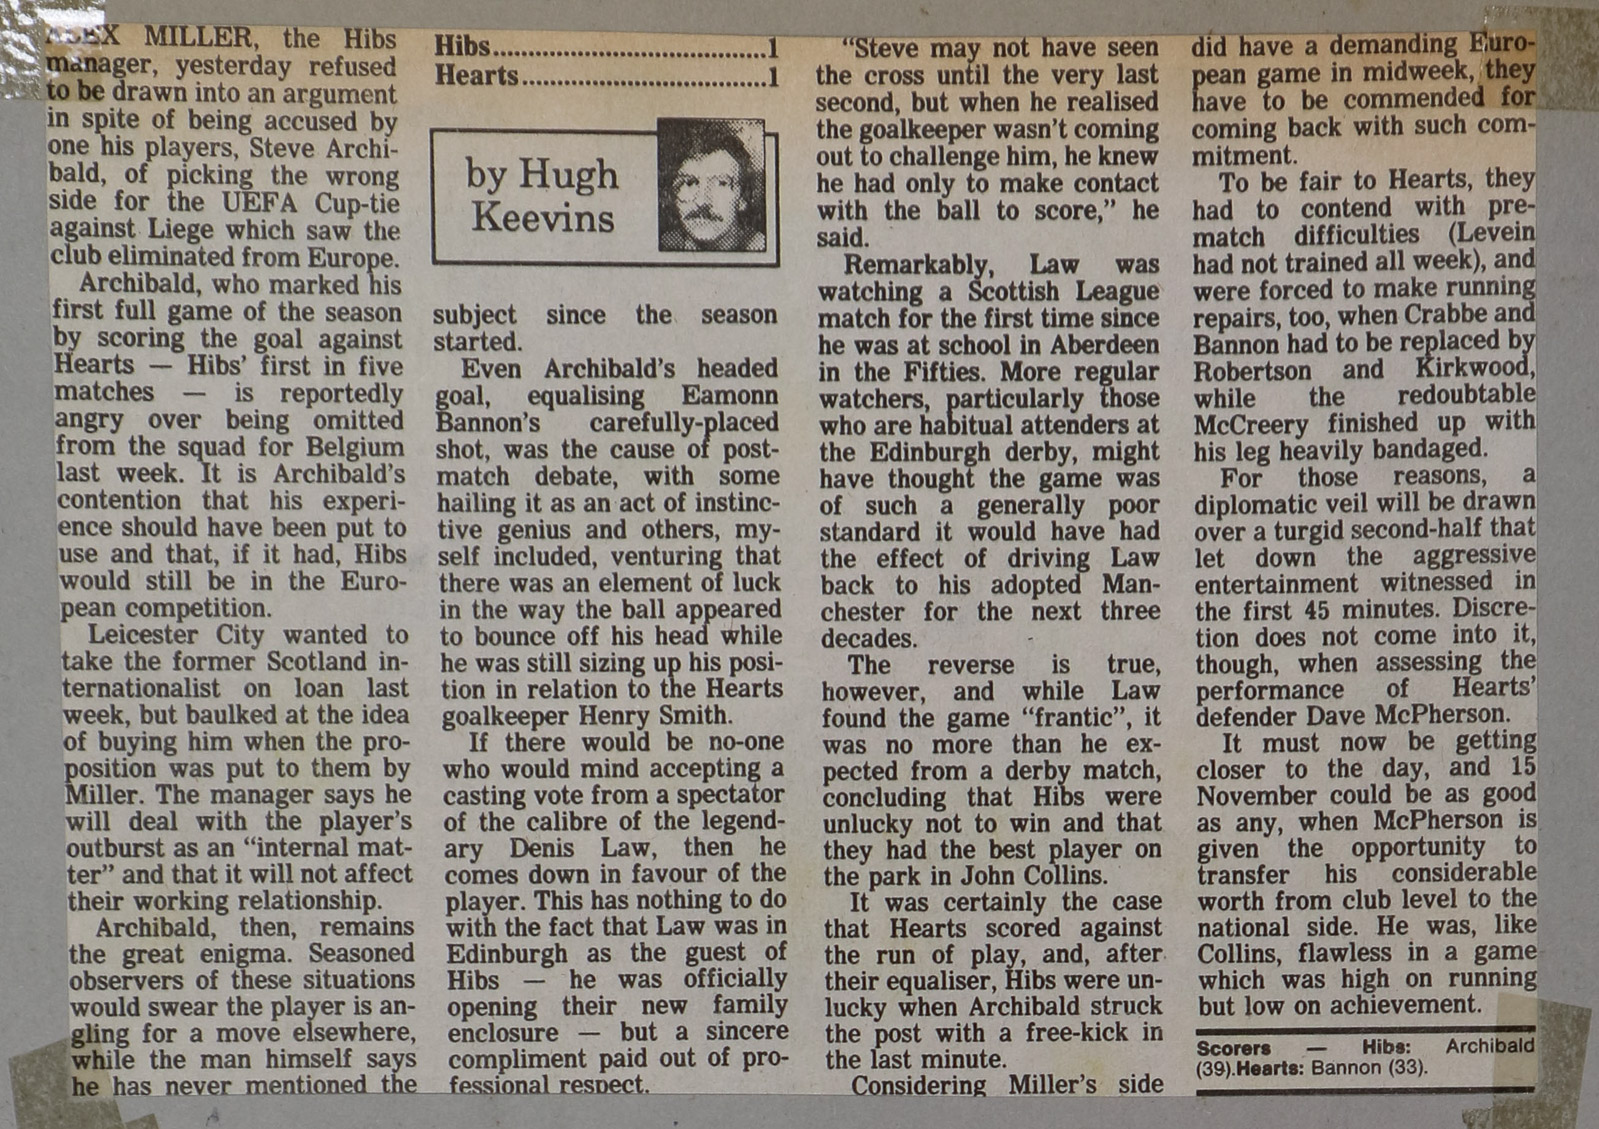 ALEX MILLER, the Hibs
manager, yesterday refused
to be drawn into an argument
in spite of being accused by
one his players, Steve Archi-
bald, of picking the wrong
side for the UEFA Cup-tie
against Liege which saw the
club eliminated from Europe.
Archibald, who marked his
first full game of the season
by scoring the goal against
Hearts — Hibs' first in five
matches — is reportedly
angry over being omitted
from the squad for Belgium
last week. It is Archibald's
contention that his experi-
ence should have been put to
use and that, if it had, Hibs
would still be in the Euro-
pean competition.
Leicester City wanted to
take the former Scotland in-
ternationalist on loan last
week, but baulked at the idea
of buying him when the pro-
position was put to them by
Miller. The manager says he
will deal with the player's
outburst as an “internal mat-
ter” and that it will not affect
their working relationship.
Archibald, then, remains
the great enigma. Seasoned
observers of these situations
would swear the player is an-
gling for a move elsewhere,
while the man himself says
he has never mentioned the
Hibs..................................1
Hearts..............................1
by Hugh
Keevins
subject since the season
started.
Even Archibald's headed
goal, equalising Eamonn
Bannon's carefully-placed
shot, was the cause of post-
match debate, with some
hailing it as an act of instinc-
tive genius and others, my-
self included, venturing that
there was an element of luck
in the way the ball appeared
to bounce off his head while
he was still sizing up his posi-
tion in relation to the Hearts
goalkeeper Henry Smith.
If there would be no-one
who would mind accepting a
casting vote from a spectator
of the calibre of the legend-
ary Denis Law, then he
comes down in favour of the
player. This has nothing to do
with the fact that Law was in
Edinburgh as the guest of
Hibs — he was officially
opening their new family
enclosure — but a sincere
compliment paid out of pro-
fessional respect.
“Steve may not have seen
the cross until the very last
second, but when he realised
the goalkeeper wasn't coming
out to challenge him, he knew
he had only to make contact
with the ball to score,” he
said.
Remarkably, Law was
watching a Scottish League
match for the first time since
he was at school in Aberdeen
in the Fifties. More regular
watchers, particularly those
who are habitual attenders at
the Edinburgh derby, might
have thought the game was
of such a generally poor
standard it would have had
the effect of driving Law
back to his adopted Man-
chester for the next three
decades.
The reverse is true,
however, and while Law
found the game “frantic”, it
was no more than he ex-
pected from a derby match,
concluding that Hibs were
unlucky not to win and that
they had the best player on
the park in John Collins.
It was certainly the case
that Hearts scored against
the run of play, and, after
their equaliser, Hibs were un-
lucky when Archibald struck
the post with a free-kick in
the last minute.
Considering Miller's side
did have a demanding Euro-
pean game in midweek, they
have to be commended for
coming back with such com-
mitment.
To be fair to Hearts, they
had to contend with pre-
match difficulties (Levein
had not trained all week), and
were forced to make running
repairs, too, when Crabbe and
Bannon had to be replaced by
Robertson and Kirkwood,
while the redoubtable
McCreery finished up with
his leg heavily bandaged.
For those reasons, a
diplomatic veil will be drawn
over a turgid second-half that
let down the aggressive
entertainment witnessed in
the first 45 minutes. Discre-
tion does not come into it,
though, when assessing the
performance of Hearts'
defender Dave McPherson.
It must now be getting
closer to the day, and 15
November could be as good
as any, when McPherson is
given the opportunity to
transfer his considerable
worth from club level to the
national side. He was, like
Collins, flawless in a game
which was high on running
but low on achievement.
Scorers — Hibs: Archibald
(39).Hearts: Bannon (33).